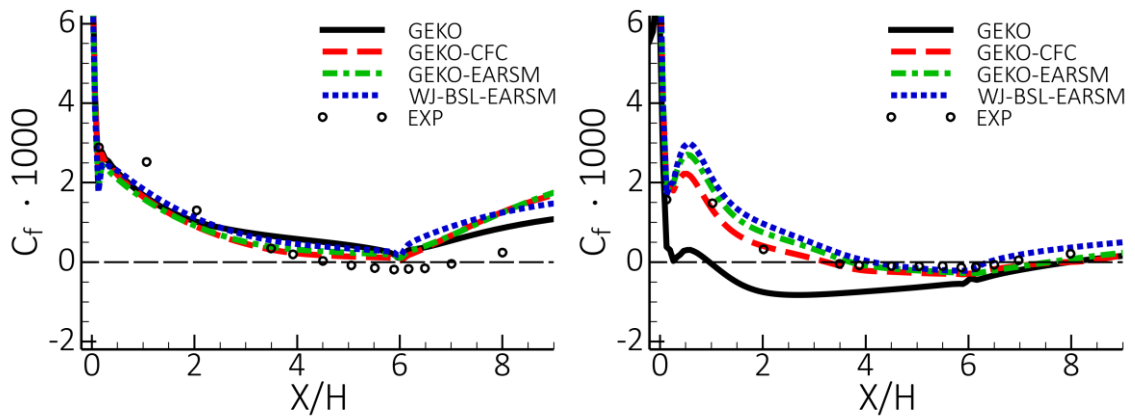 GEKO
GEKO-CFC
GEKO-EARSM
WJ-BSL-EARSM
EXP
6
4
2
0
-2
Cf · 1000
0 2 4 6 8
X/H
GEKO
GEKO-CFC
GEKO-EARSM
WJ-BSL-EARSM
EXP
6
4
2
0
-2
Cf · 1000
0 2 4 6 8
X/H